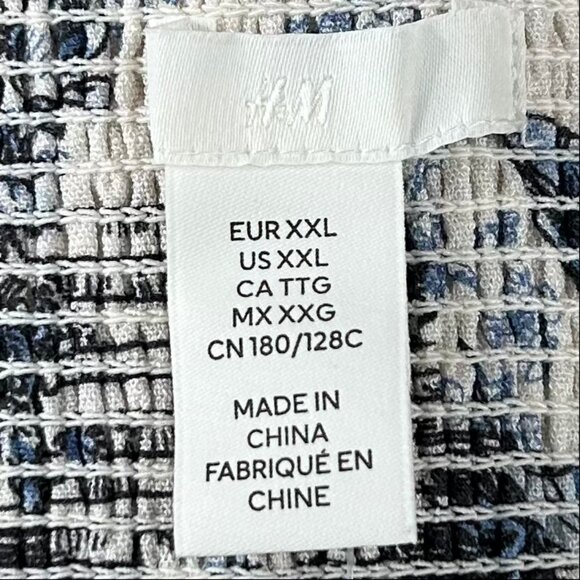 H&M
EUR XXL
US XXL
CA TTG
MX XXG
CN 180/128C
MADE IN
CHINA
FABRIQUÉ EN
CHINE